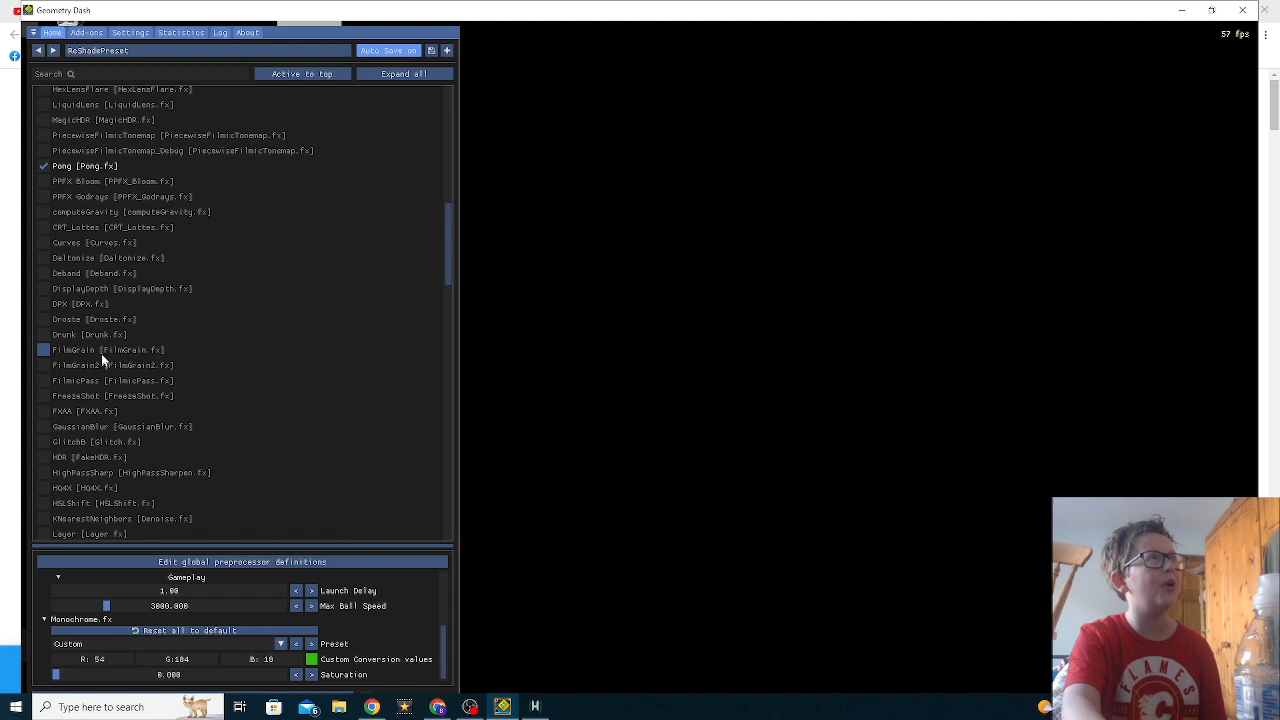 Geometry Dash
57 fps
Home Add-ons Settings Statistics Log About
ReShadePreset Auto Save on
Search Active to top Expand all
HexLensFlare [HexLensFlare.fx]
LiquidLens [LiquidLens.fx]
MagicHDR [MagicHDR.fx]
PiecewiseFilmicTonemap [PiecewiseFilmicTonemap.fx]
PiecewiseFilmicTonemap_Debug [PiecewiseFilmicTonemap.fx]
Pong [Pong.fx]
PPFX Bloom [PPFX_Bloom.fx]
PPFX Godrays [PPFX_Godrays.fx]
computeGravity [computeGravity.fx]
CRT_Lottes [CRT_Lottes.fx]
Curves [Curves.fx]
Daltonize [Daltonize.fx]
Deband [Deband.fx]
DisplayDepth [DisplayDepth.fx]
DPX [DPX.fx]
Droste [Droste.fx]
Drunk [Drunk.fx]
FilmGrain [FilmGrain.fx]
FilmGrain2 [FilmGrain2.fx]
FilmicPass [FilmicPass.fx]
FreezeShot [FreezeShot.fx]
FXAA [FXAA.fx]
GaussianBlur [GaussianBlur.fx]
GlitchB [Glitch.fx]
HDR [FakeHDR.fx]
HighPassSharp [HighPassSharpen.fx]
HQ4X [HQ4X.fx]
HSLShift [HSLShift.fx]
KNearestNeighbors [Denoise.fx]
Layer [Layer.fx]
Edit global preprocessor definitions
Gameplay
1.00 < > Launch Delay
3000.000 < > Max Ball Speed
Monochrome.fx
Reset all to default
Custom < > Preset
R: 54 G:184 B: 18 Custom Conversion values
0.000 < > Saturation
FLAMES
Type here to search